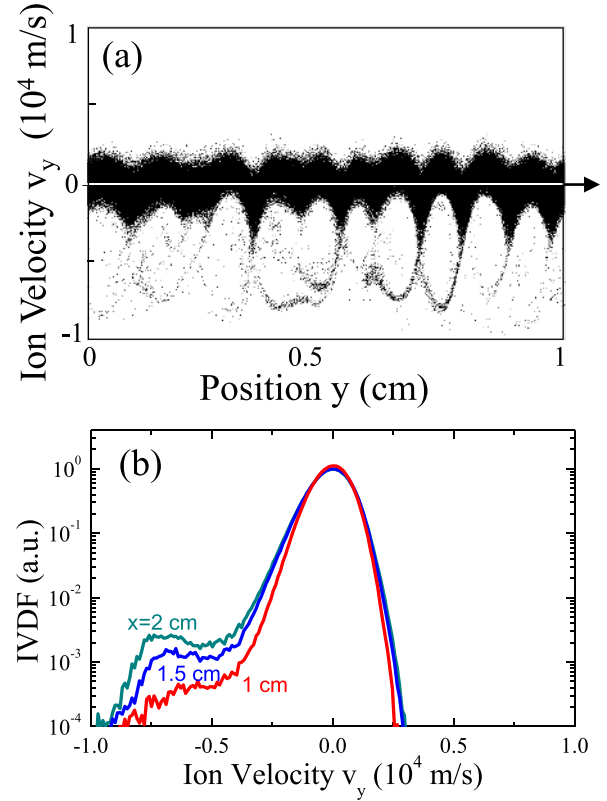 (a)
Ion Velocity v_y (10^4 m/s)
1
0
-1
0
0.5
1
Position y (cm)
(b)
IVDF (a.u.)
10^0
10^-1
10^-2
10^-3
10^-4
x=2 cm
1.5 cm
1 cm
-1.0
-0.5
0.0
0.5
1.0
Ion Velocity v_y (10^4 m/s)